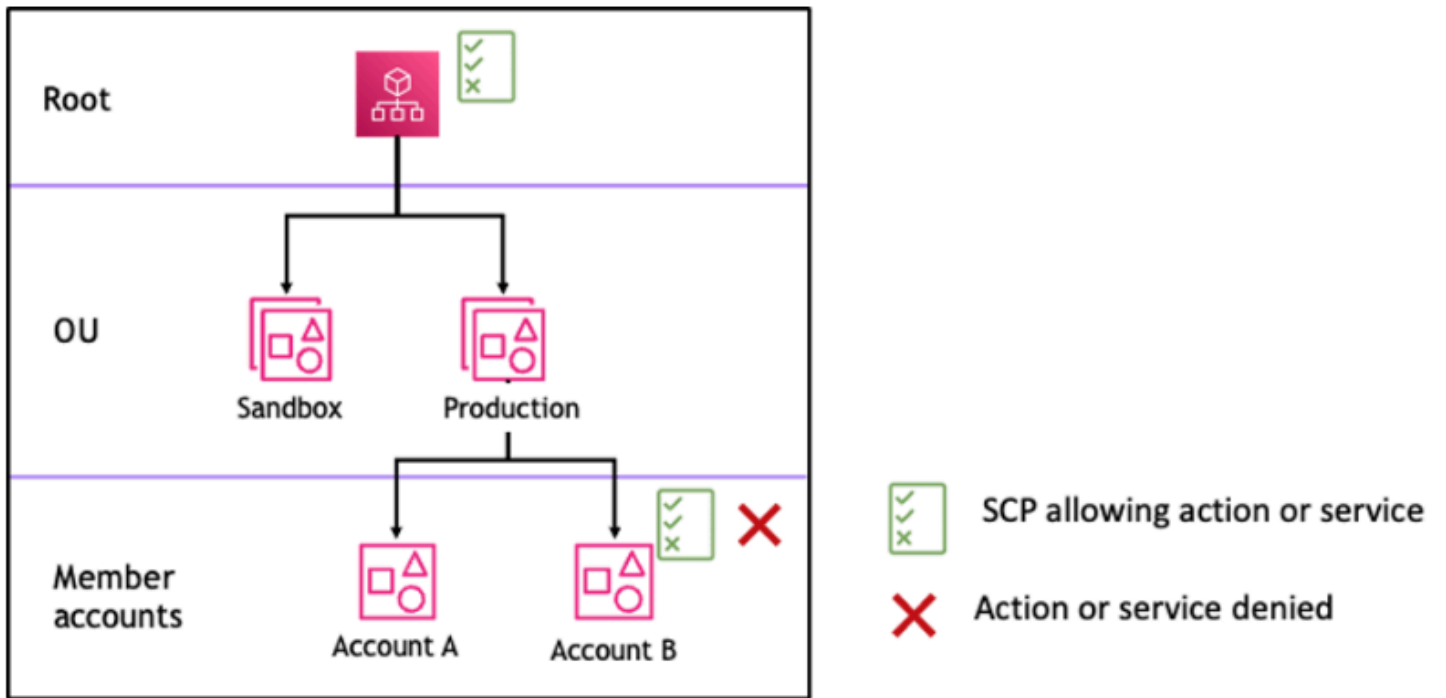 Root
OU
Sandbox
Production
Member
accounts
Account A
Account B
SCP allowing action or service
Action or service denied